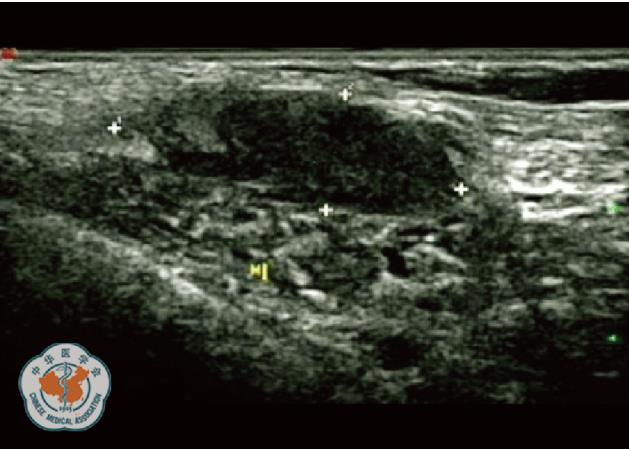 中华医学会
CHINESE MEDICAL ASSOCIATION